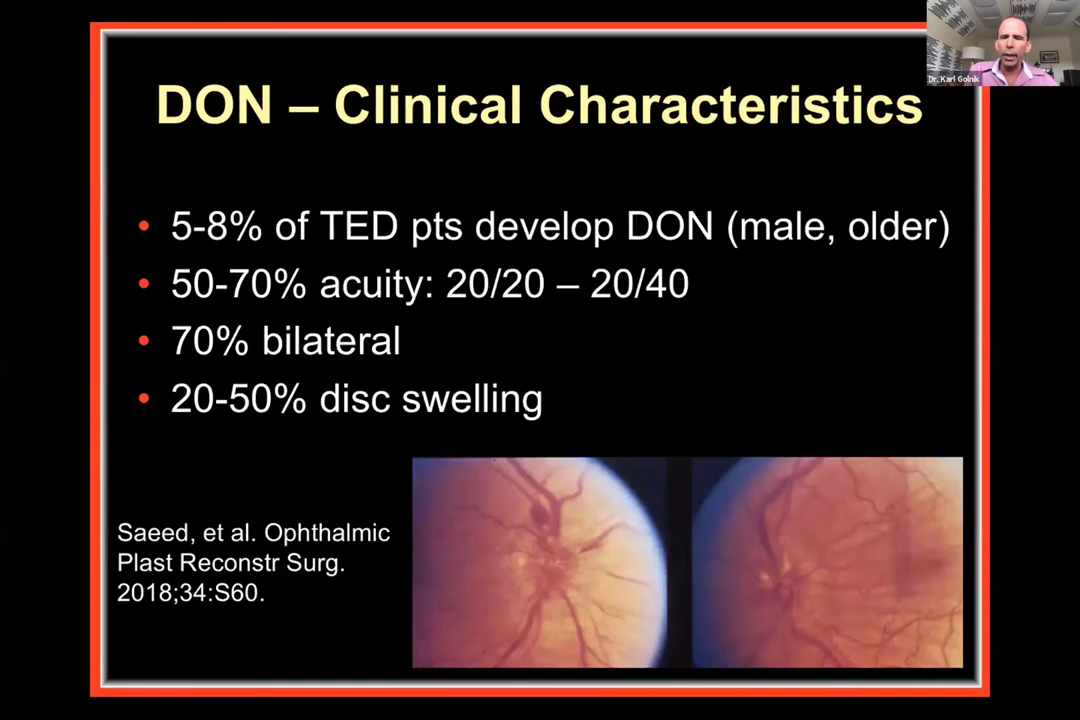 Dr. Karl Golnik
DON – Clinical Characteristics
• 5-8% of TED pts develop DON (male, older)
• 50-70% acuity: 20/20 – 20/40
• 70% bilateral
• 20-50% disc swelling
Saeed, et al. Ophthalmic
Plast Reconstr Surg.
2018;34:S60.